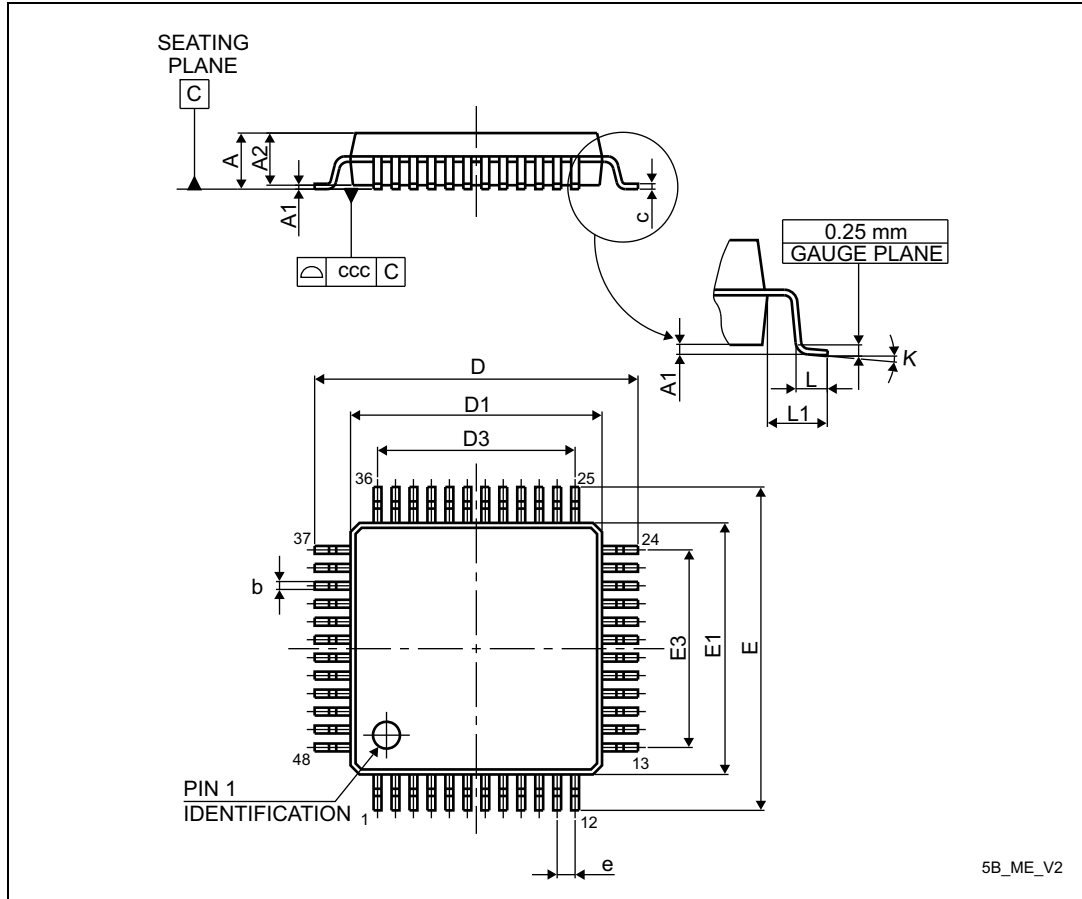 SEATING
PLANE
C
A
A2
A1
c
ccc C
0.25 mm
GAUGE PLANE
A1
K
L
L1
D
D1
D3
36
25
37
24
b
E3
E1
E
48
13
PIN 1
IDENTIFICATION
1
12
e
5B_ME_V2